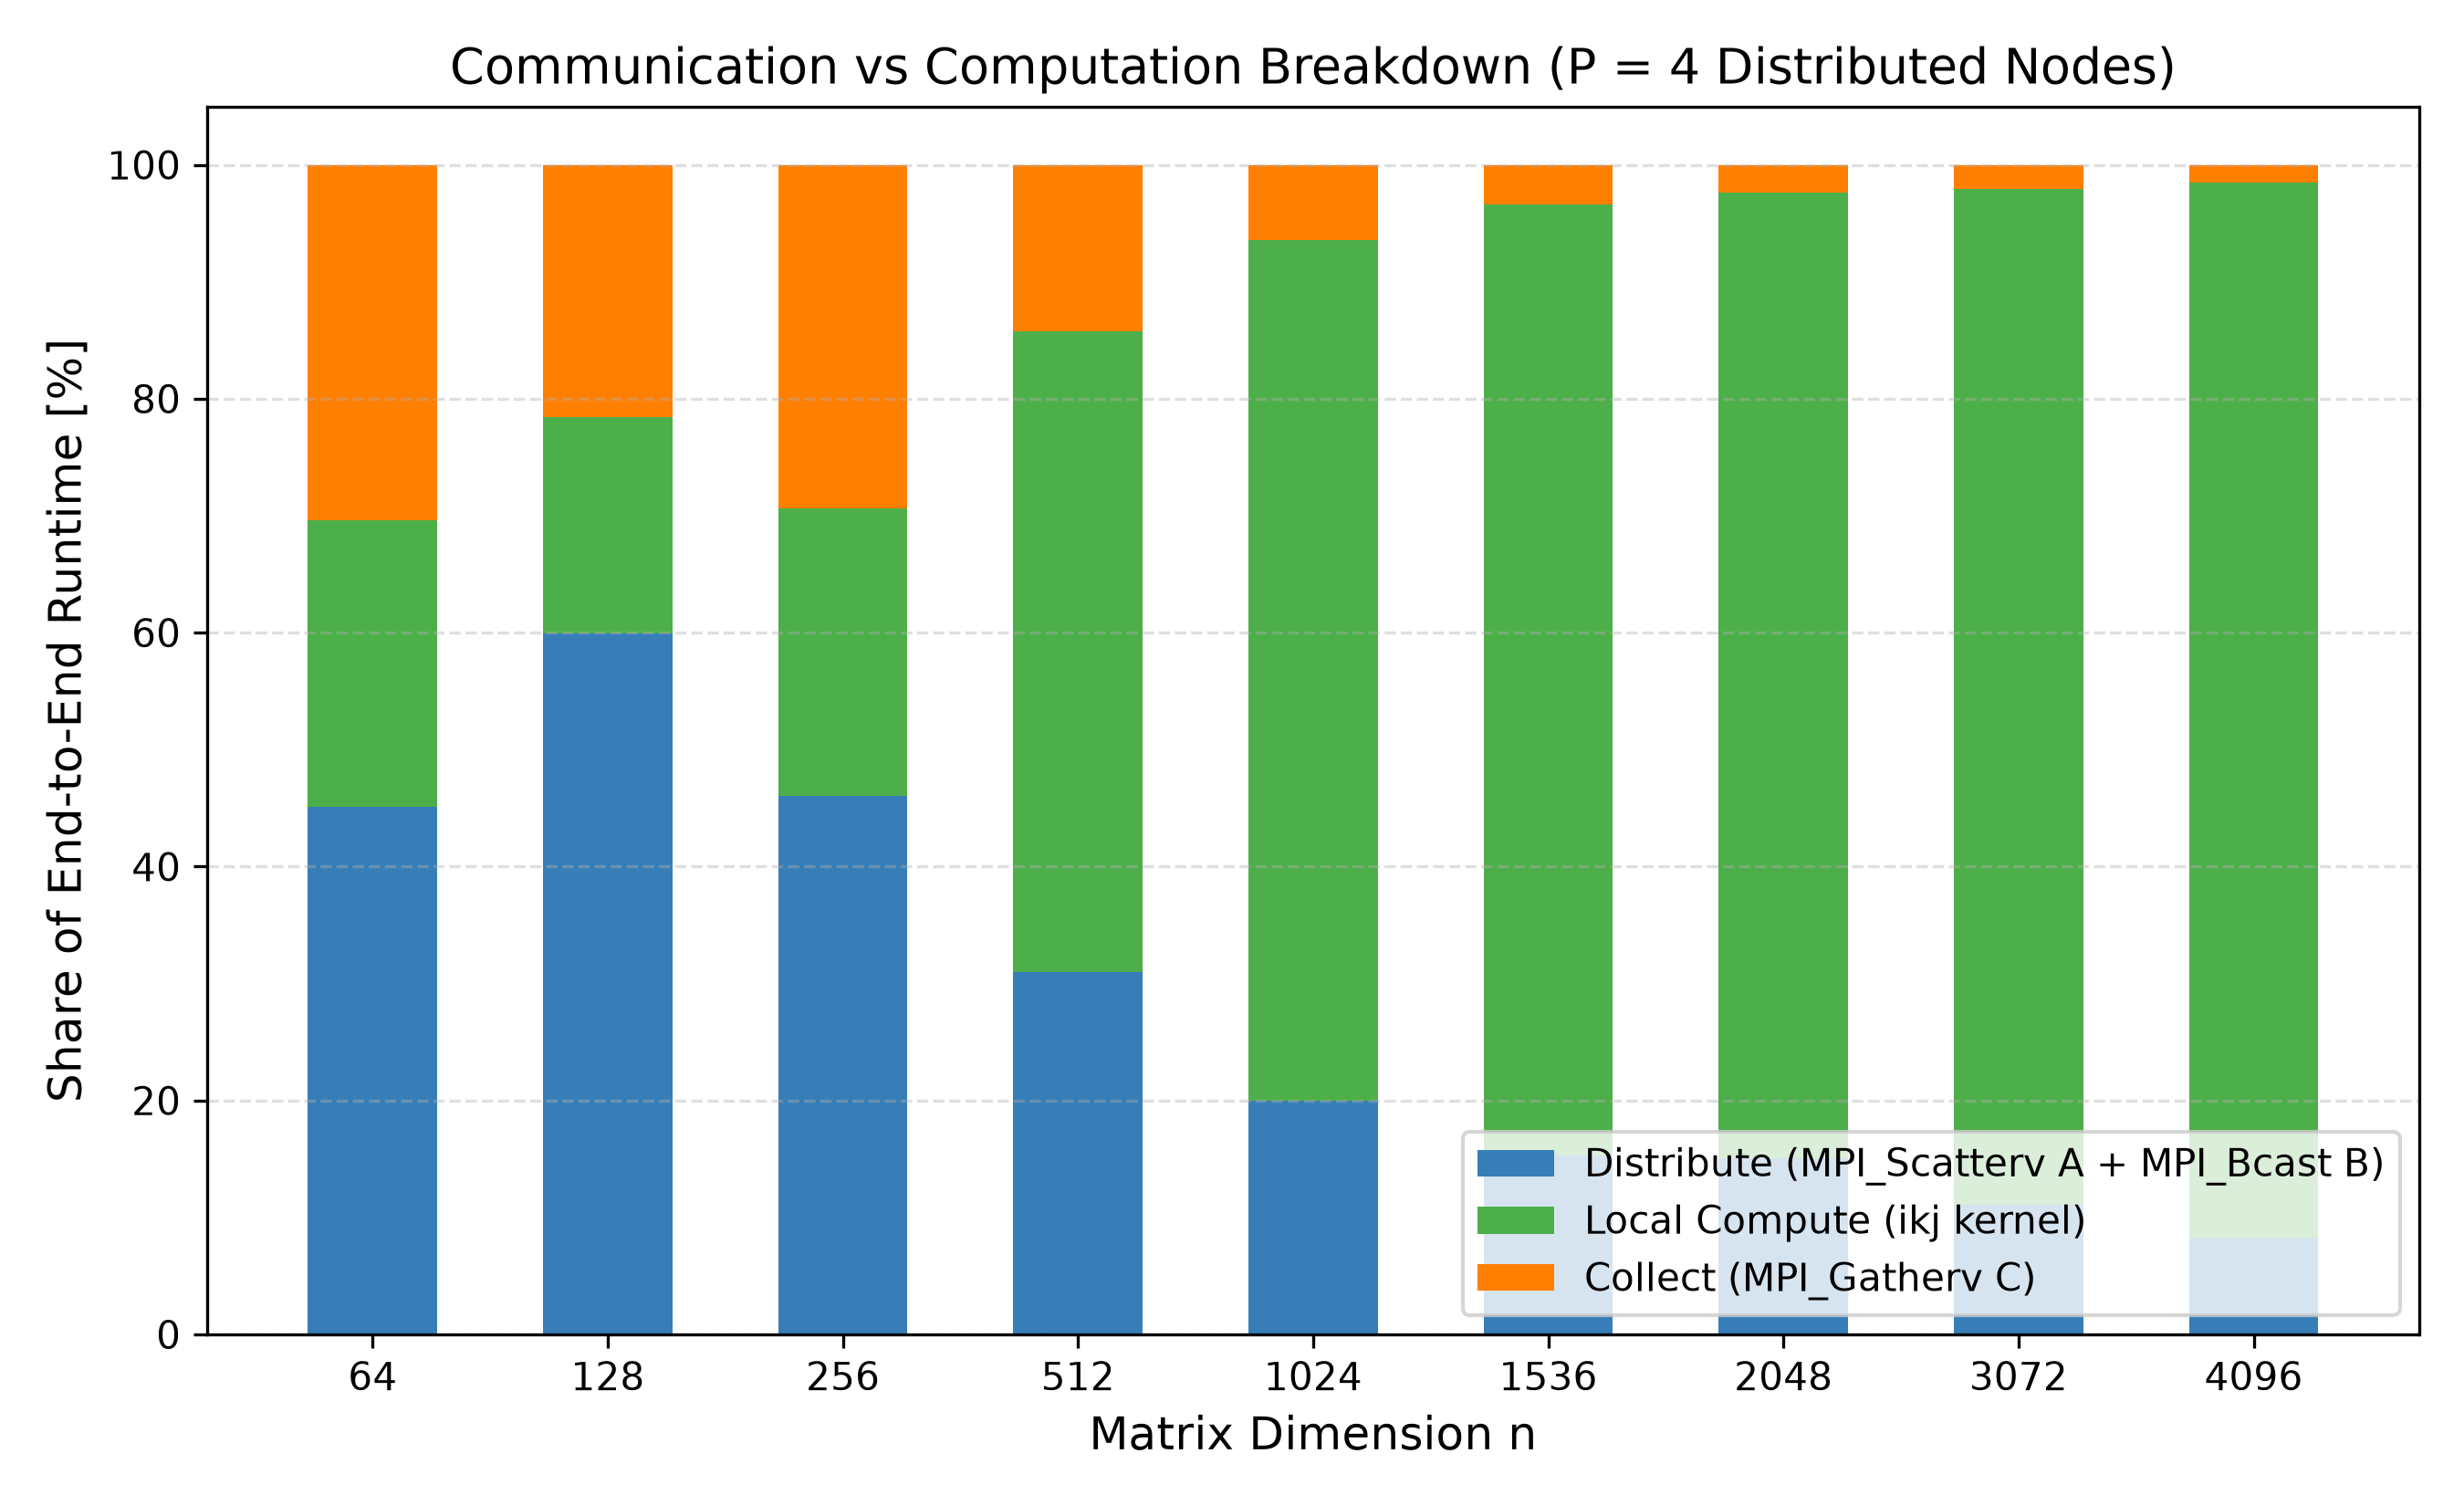 Communication vs Computation Breakdown (P = 4 Distributed Nodes)
Share of End-to-End Runtime [%]
100
80
60
40
20
0
Distribute (MPI_Scatterv A + MPI_Bcast B)
Local Compute (ikj kernel)
Collect (MPI_Gatherv C)
64 128 256 512 1024 1536 2048 3072 4096
Matrix Dimension n